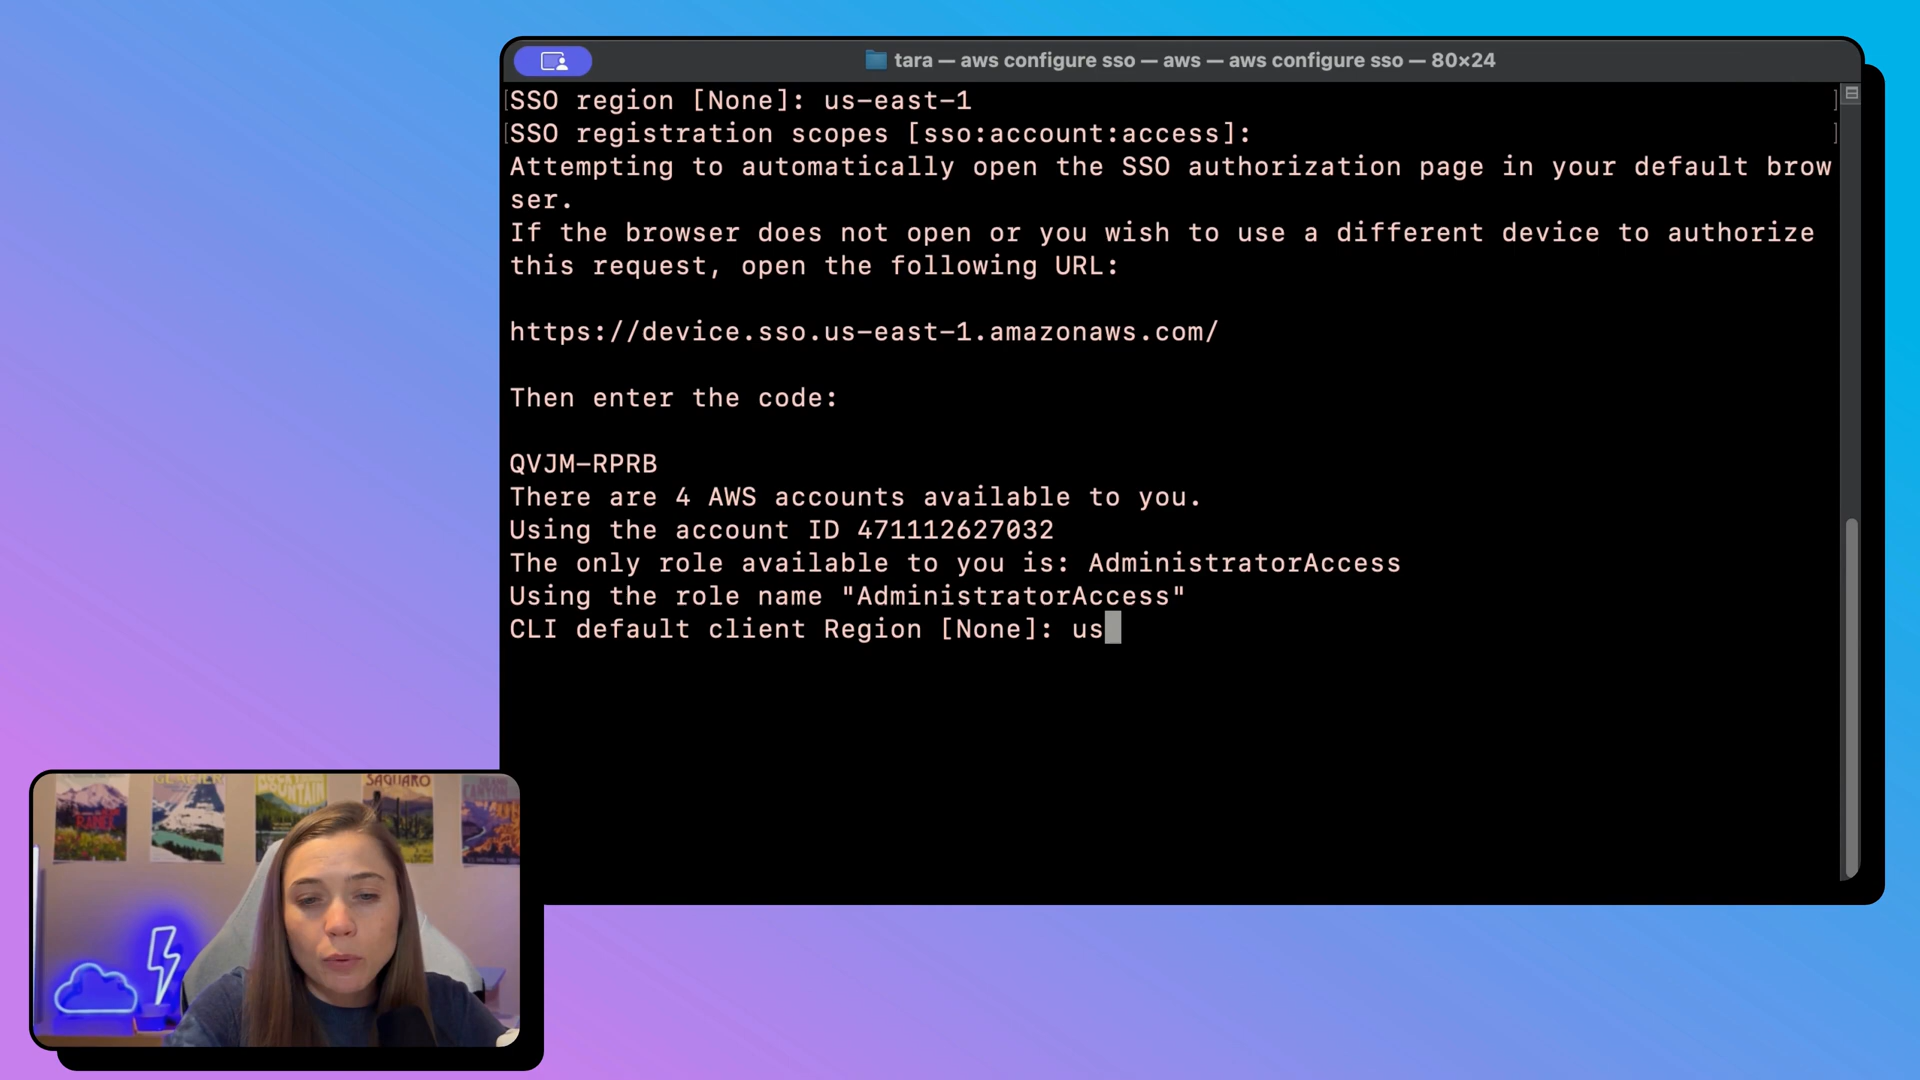 tara — aws configure sso — aws — aws configure sso — 80×24
[SSO region [None]: us-east-1 ]
[SSO registration scopes [sso:account:access]: ]
Attempting to automatically open the SSO authorization page in your default brow
ser.
If the browser does not open or you wish to use a different device to authorize
this request, open the following URL:
https://device.sso.us-east-1.amazonaws.com/
Then enter the code:
QVJM-RPRB
There are 4 AWS accounts available to you.
Using the account ID 471112627032
The only role available to you is: AdministratorAccess
Using the role name "AdministratorAccess"
CLI default client Region [None]: us
SAGUARO